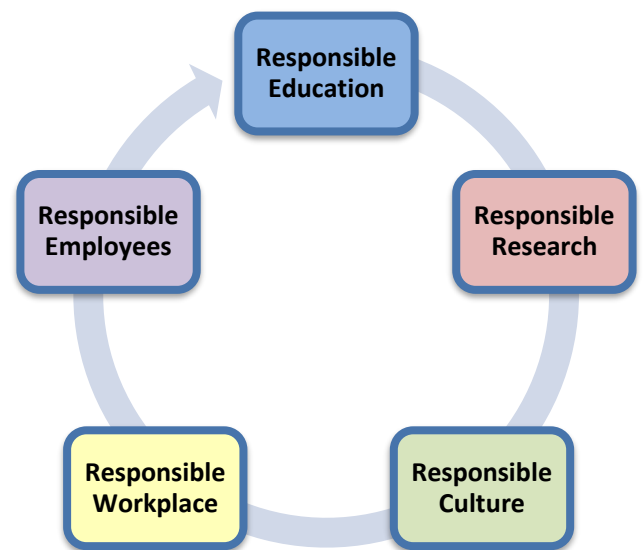 Responsible
Education
Responsible
Research
Responsible
Culture
Responsible
Workplace
Responsible
Employees